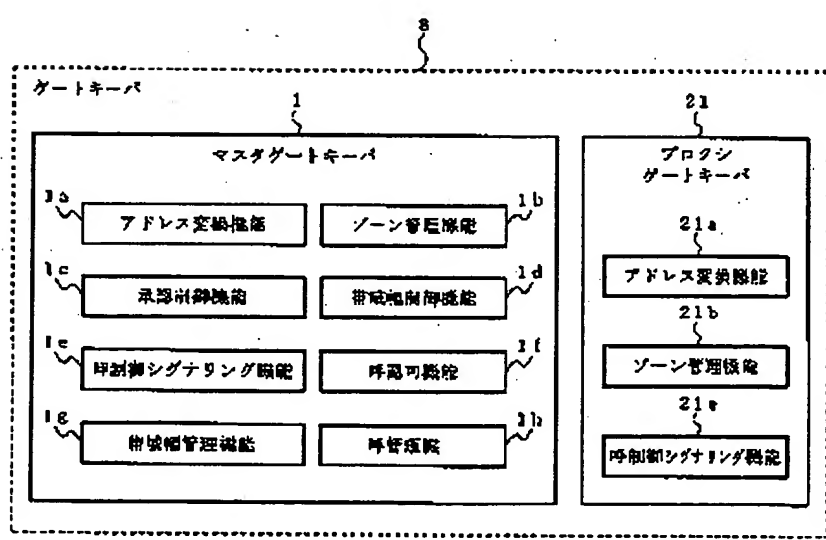 8
ゲートキーパ
1
マスタゲートキーパ
1a アドレス変換機能
1b ゾーン管理機能
1c 承認制御機能
1d 帯域幅制御機能
1e 呼制御シグナリング機能
1f 呼認可機能
1g 帯域幅管理機能
1h 呼管理機能
21
プロクシ
ゲートキーパ
21a
アドレス変換機能
21b
ゾーン管理機能
21e
呼制御シグナリング機能